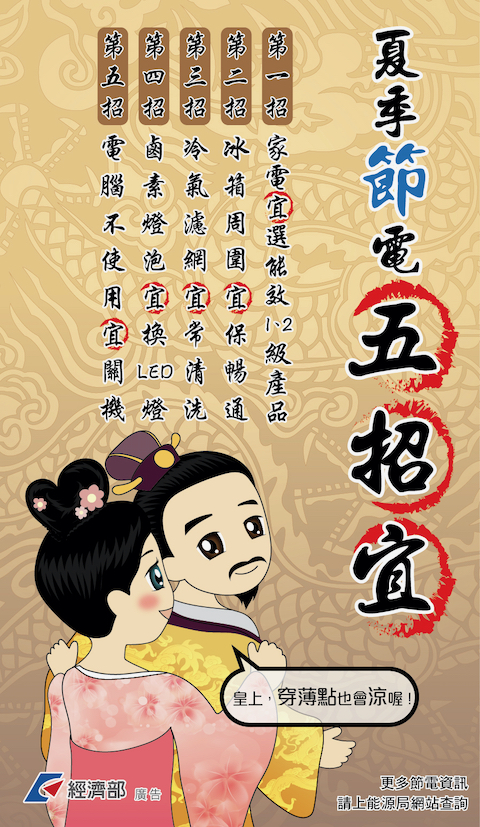 夏季節電
五招宜
第一招
家電宜選能效1、2級產品
第二招
冰箱周圍宜保暢通
第三招
冷氣濾網宜常清洗
第四招
鹵素燈泡宜換LED燈
第五招
電腦不使用宜關機
皇上，穿薄點也會涼喔！
經濟部 廣告
更多節電資訊
請上能源局網站查詢